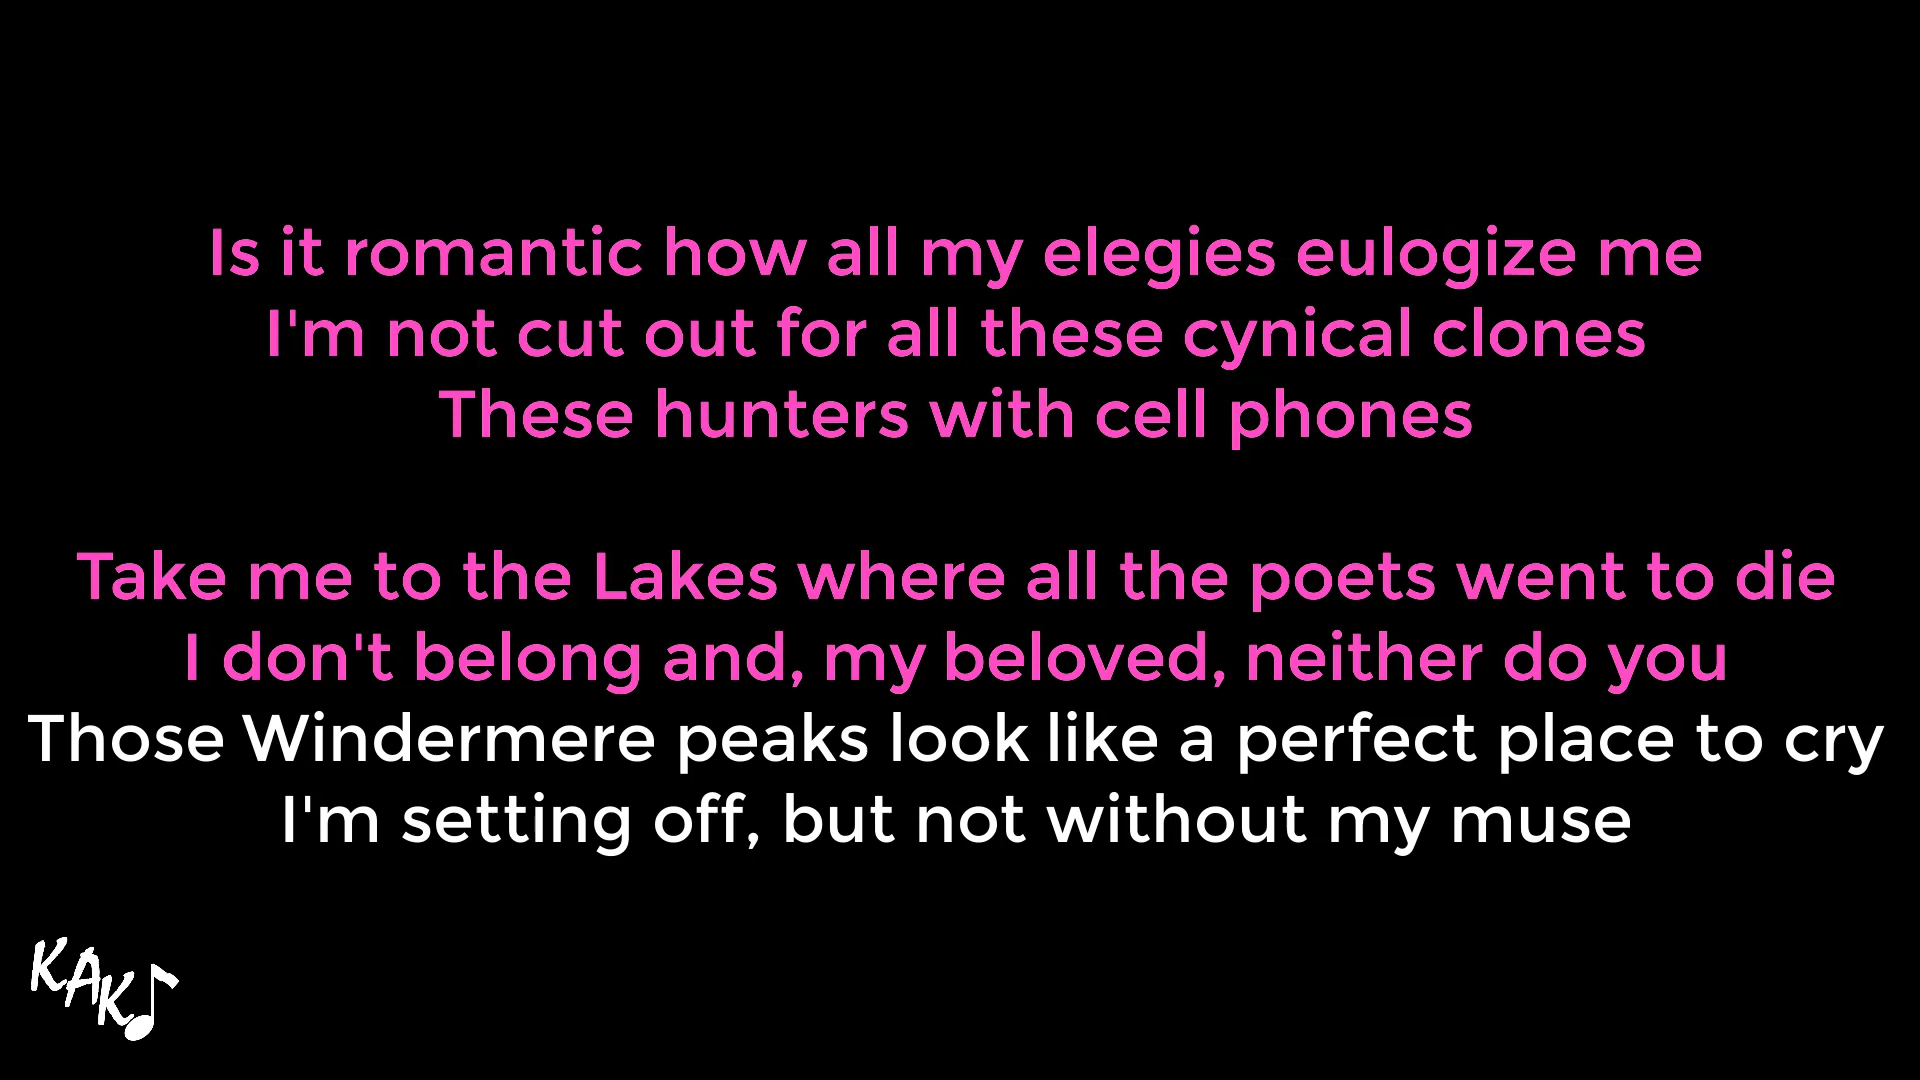 Is it romantic how all my elegies eulogize me
I'm not cut out for all these cynical clones
These hunters with cell phones
Take me to the Lakes where all the poets went to die
I don't belong and, my beloved, neither do you
Those Windermere peaks look like a perfect place to cry
I'm setting off, but not without my muse
KAK